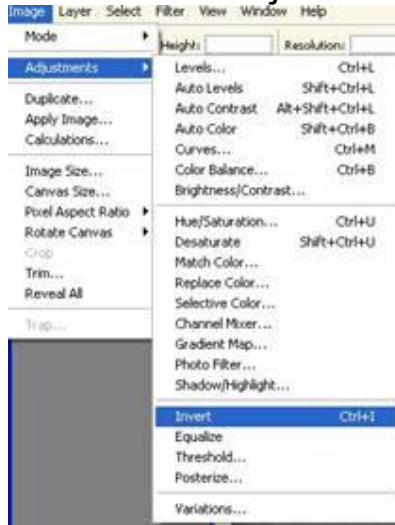 Image Layer Select Filter View Window Help
Mode
Height: Resolution:
Adjustments
Duplicate...
Apply Image...
Calculations...
Image Size...
Canvas Size...
Pixel Aspect Ratio
Rotate Canvas
Crop
Trim...
Reveal All
Trap...
Levels... Ctrl+L
Auto Levels Shift+Ctrl+L
Auto Contrast Alt+Shift+Ctrl+L
Auto Color Shift+Ctrl+B
Curves... Ctrl+M
Color Balance... Ctrl+B
Brightness/Contrast...
Hue/Saturation... Ctrl+U
Desaturate Shift+Ctrl+U
Match Color...
Replace Color...
Selective Color...
Channel Mixer...
Gradient Map...
Photo Filter...
Shadow/Highlight...
Invert Ctrl+I
Equalize
Threshold...
Posterize...
Variations...